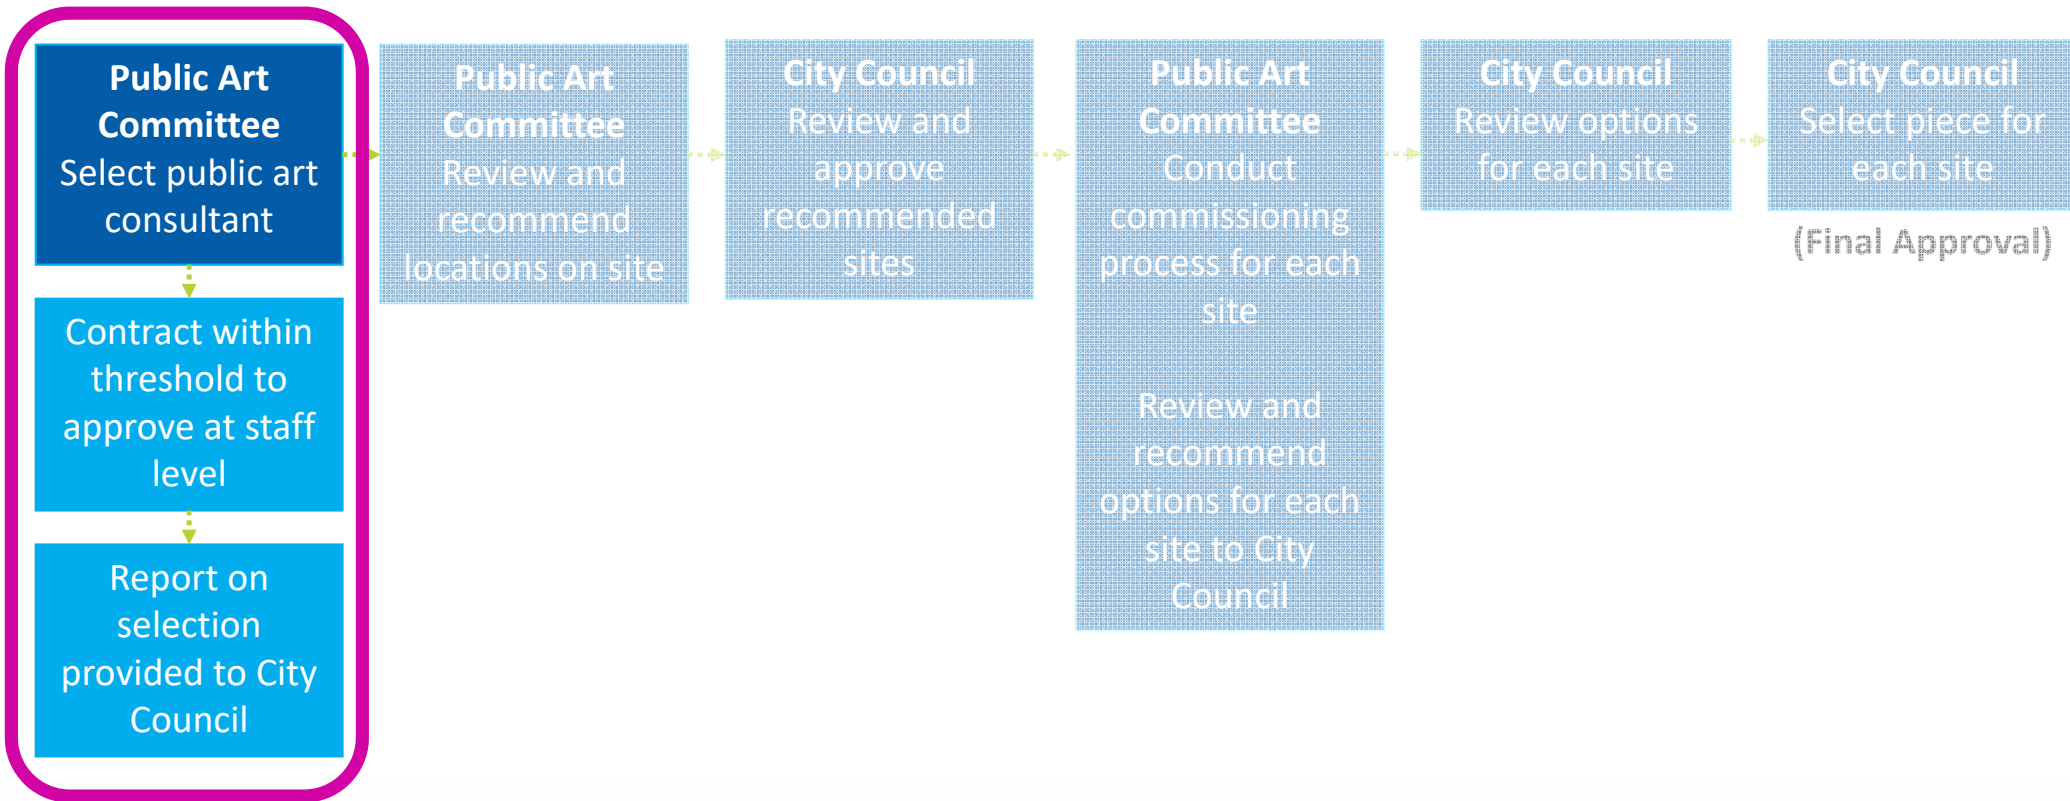 Public Art
Committee
Select public art
consultant
Contract within
threshold to
approve at staff
level
Report on
selection
provided to City
Council
Public Art
Committee
Review and
recommend
locations on site
City Council
Review and
approve
recommended
sites
Public Art
Committee
Conduct
commissioning
process for each
site
Review and
recommend
options for each
site to City
Council
City Council
Review options
for each site
City Council
Select piece for
each site
(Final Approval)